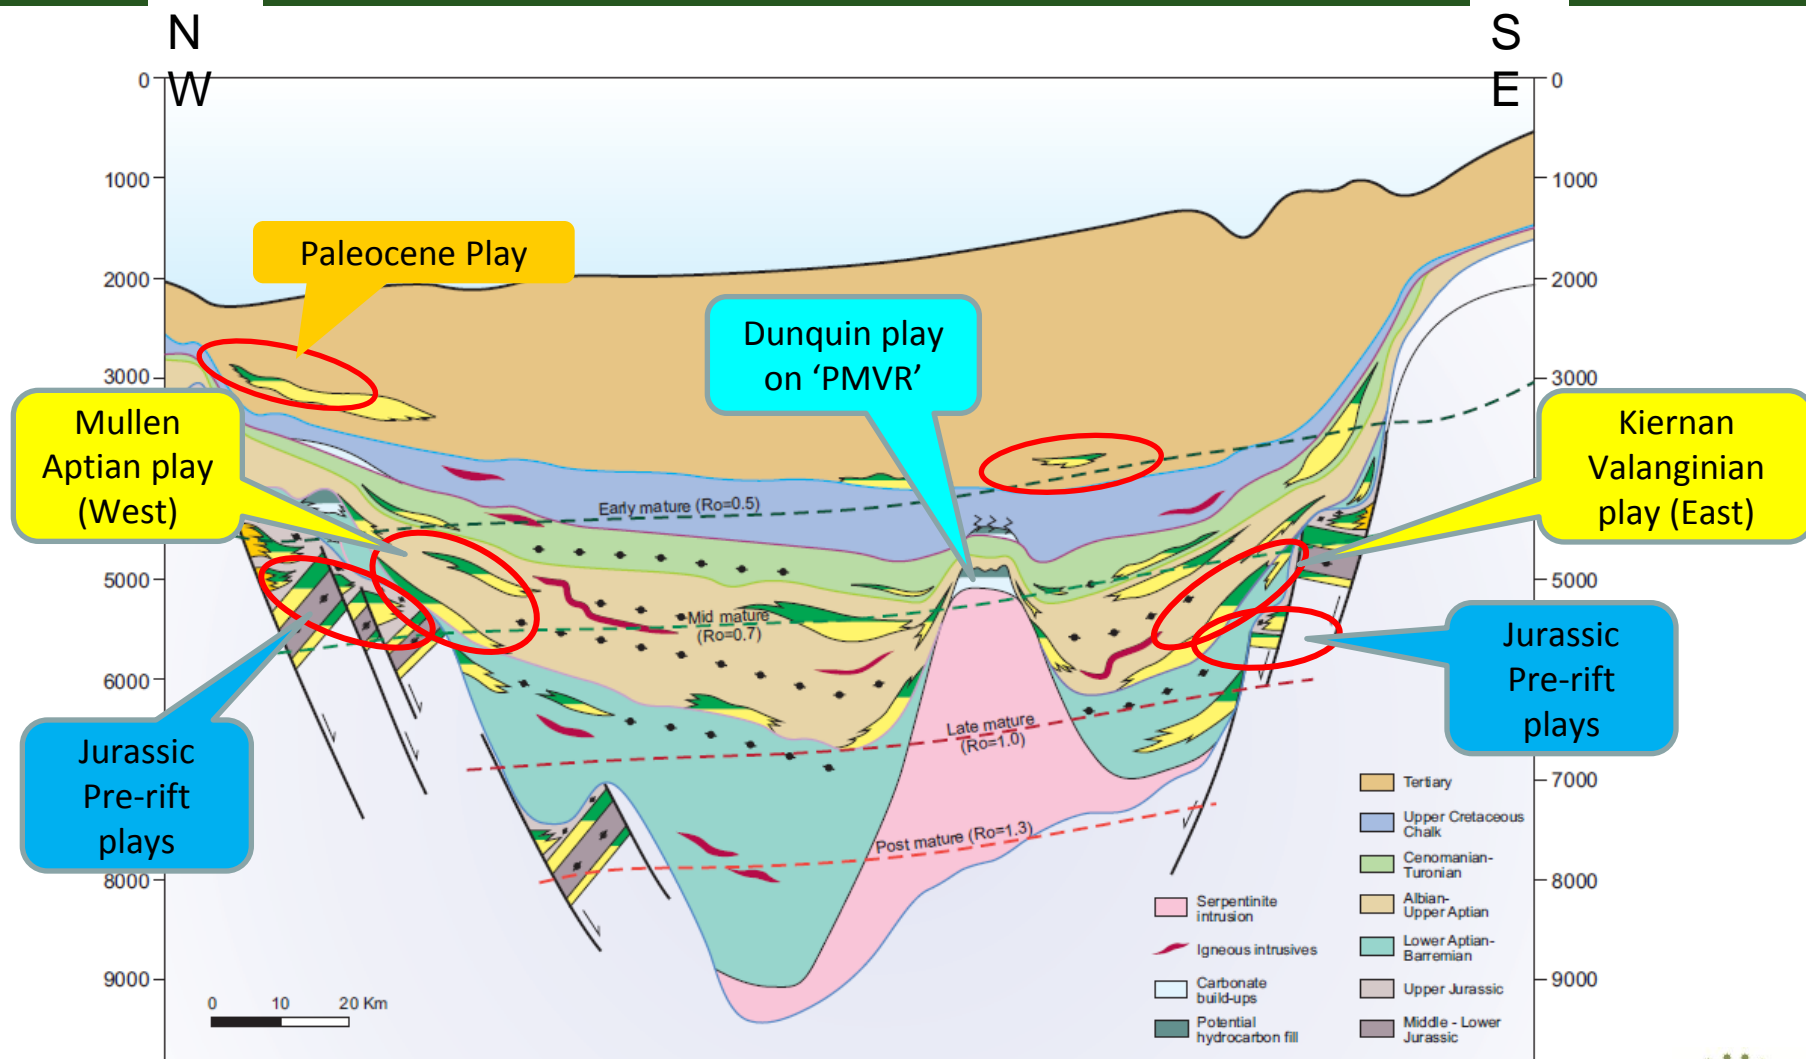 N
W
S
E
0
1000
2000
3000
5000
6000
8000
9000
0
1000
2000
3000
5000
7000
8000
9000
Paleocene Play
Dunquin play
on ‘PMVR’
Mullen
Aptian play
(West)
Kiernan
Valanginian
play (East)
Jurassic
Pre-rift
plays
Jurassic
Pre-rift
plays
Early mature (Ro=0.5)
Mid mature
(Ro=0.7)
Late mature
(Ro=1.0)
Post mature (Ro=1.3)
0 10 20 Km
Serpentinite
intrusion
Igneous intrusives
Carbonate
build-ups
Potential
hydrocarbon fill
Tertiary
Upper Cretaceous
Chalk
Cenomanian-
Turonian
Albian-
Upper Aptian
Lower Aptian-
Barremian
Upper Jurassic
Middle - Lower
Jurassic